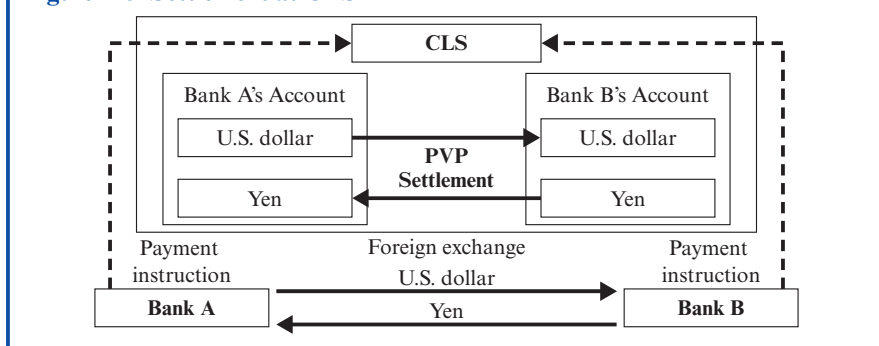 CLS
Bank A's Account
Bank B's Account
U.S. dollar
U.S. dollar
PVP
Settlement
Yen
Yen
Payment
instruction
Foreign exchange
Payment
instruction
U.S. dollar
Bank A
Yen
Bank B